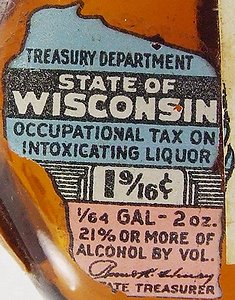 TREASURY DEPARTMENT
STATE OF
WISCONSIN
OCCUPATIONAL TAX ON
INTOXICATING LIQUOR
1 9/16¢
1/64 GAL - 2 OZ.
21% OR MORE OF
ALCOHOL BY VOL.
ATE TREASURER